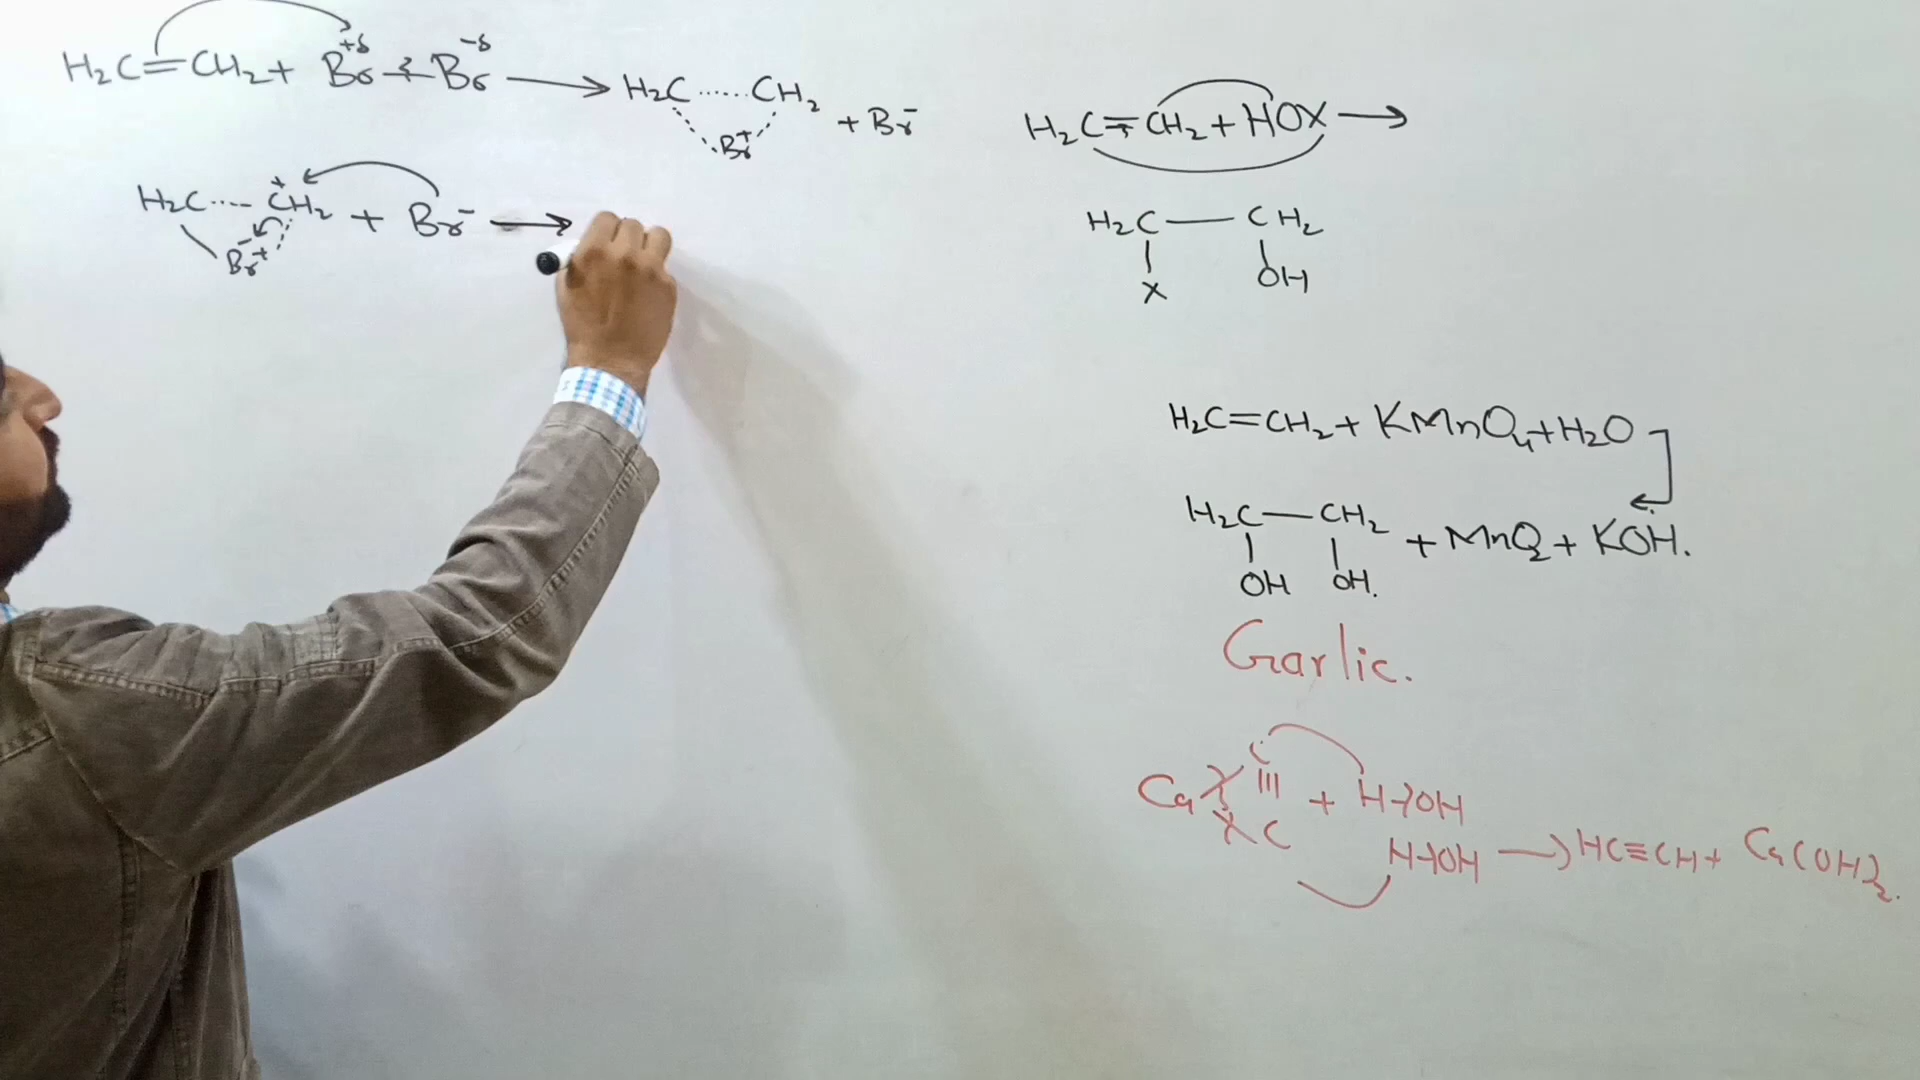 H₂C=CH₂ + Br⁺ᵟ–Br⁻ᵟ ⟶ H₂C......CH₂ + Br⁻
Br⁺
H₂C....C⁺H₂ + Br⁻ ⟶
Br⁻⁺
H₂C=CH₂ + HOX ⟶
H₂C — CH₂
X OH
H₂C=CH₂ + KMnO₄ + H₂O
H₂C — CH₂ + MnO₂ + KOH.
OH OH.
Garlic.
Ca ||| + H-OH
C H-OH ⟶ HC≡CH + Ca(OH)₂.